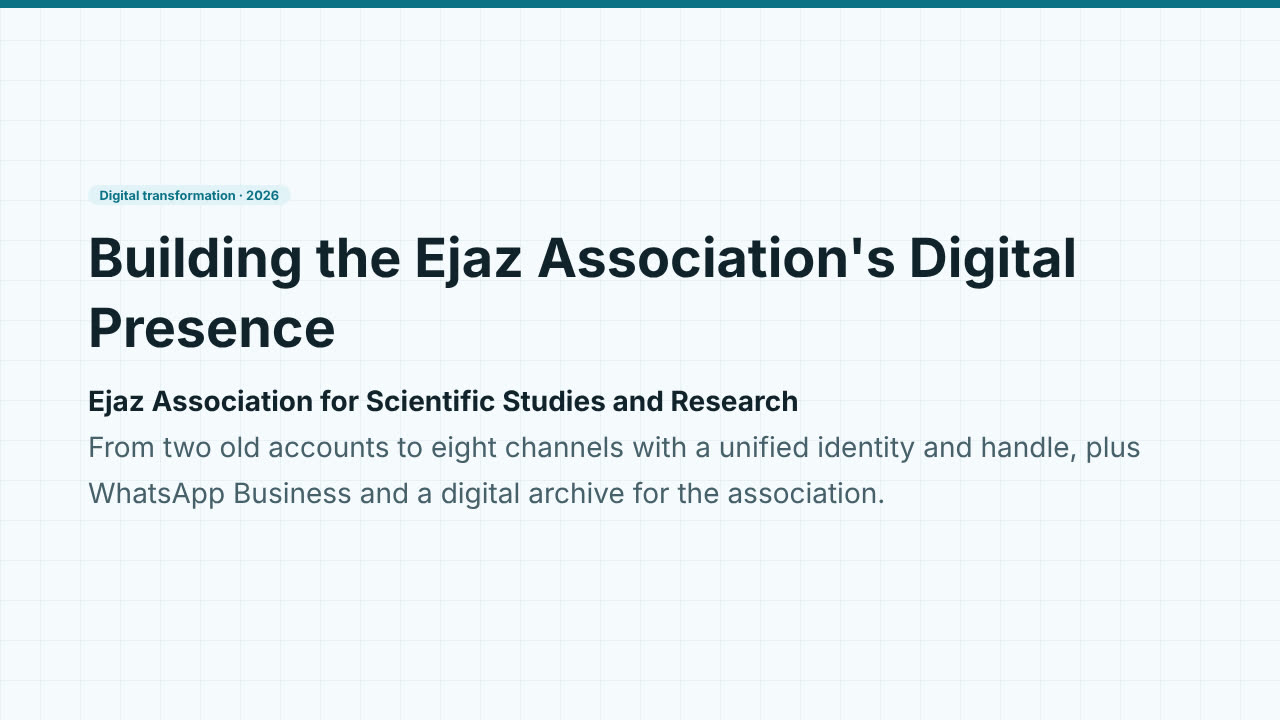 Digital transformation · 2026
Building the Ejaz Association's Digital
Presence
Ejaz Association for Scientific Studies and Research
From two old accounts to eight channels with a unified identity and handle, plus
WhatsApp Business and a digital archive for the association.